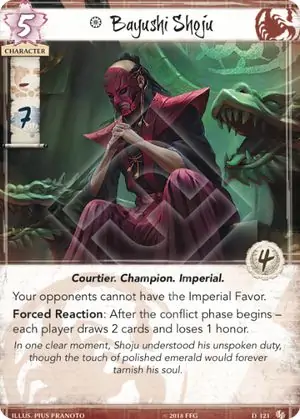 5
Bayushi Shoju
CHARACTER
-
7
4
Courtier. Champion. Imperial.
Your opponents cannot have the Imperial Favor.
Forced Reaction: After the conflict phase begins –
each player draws 2 cards and loses 1 honor.
In one clear moment, Shoju understood his unspoken duty,
though the touch of polished emerald would forever
tarnish his soul.
ILLUS. PIUS PRANOTO
©2018 FFG
D 121